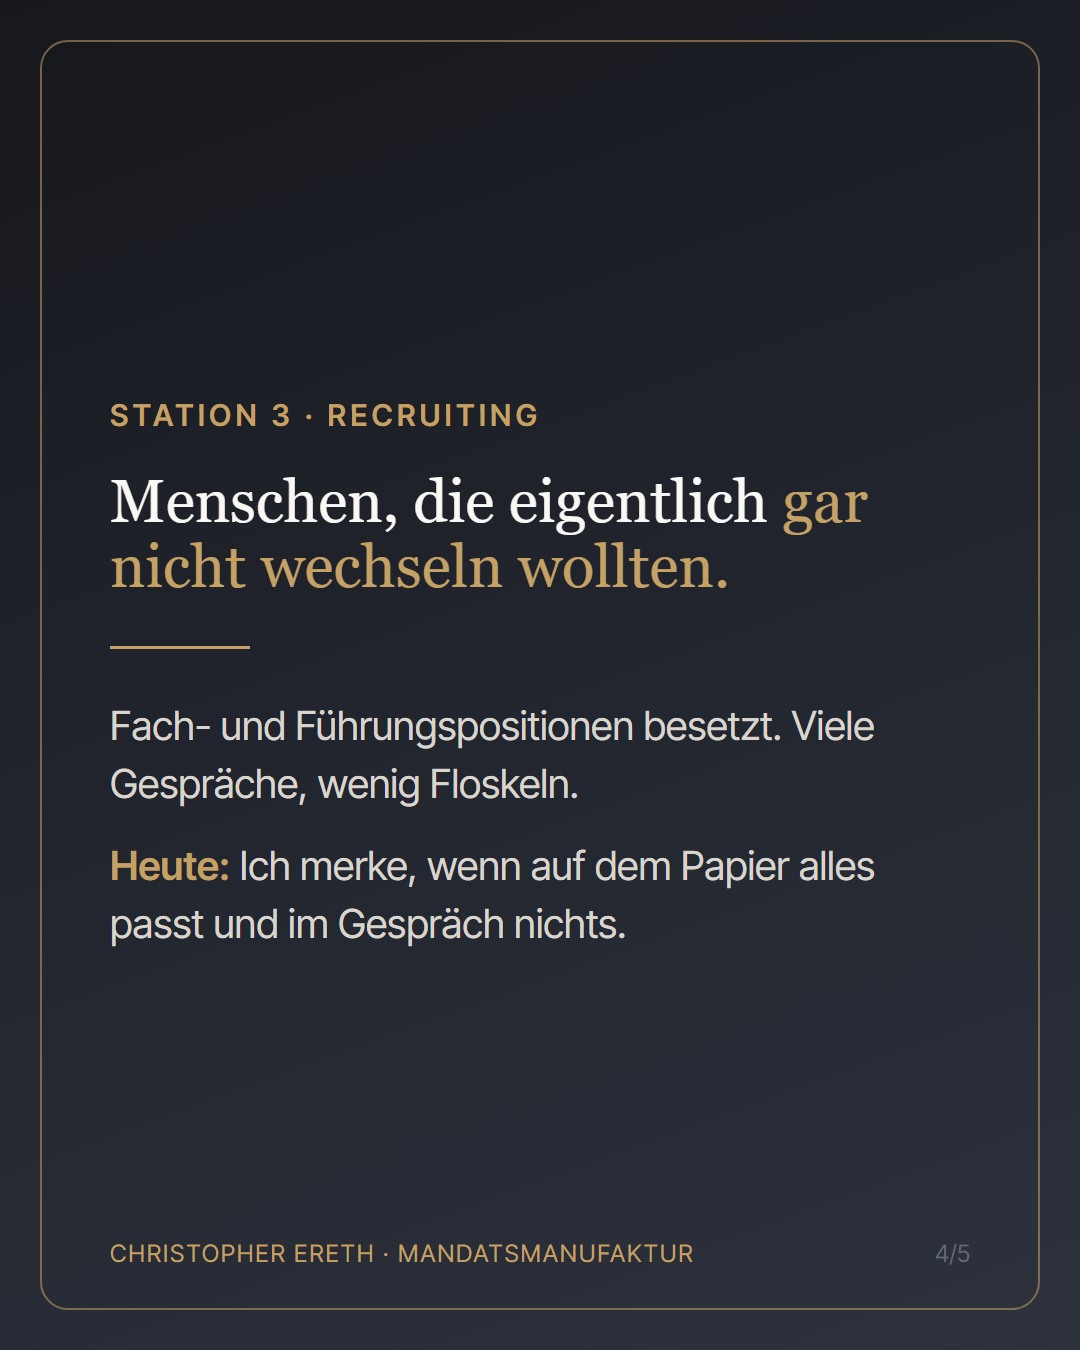 STATION 3 · RECRUITING
Menschen, die eigentlich gar
nicht wechseln wollten.
Fach- und Führungspositionen besetzt. Viele
Gespräche, wenig Floskeln.
Heute: Ich merke, wenn auf dem Papier alles
passt und im Gespräch nichts.
CHRISTOPHER ERETH · MANDATSMANUFAKTUR
4/5